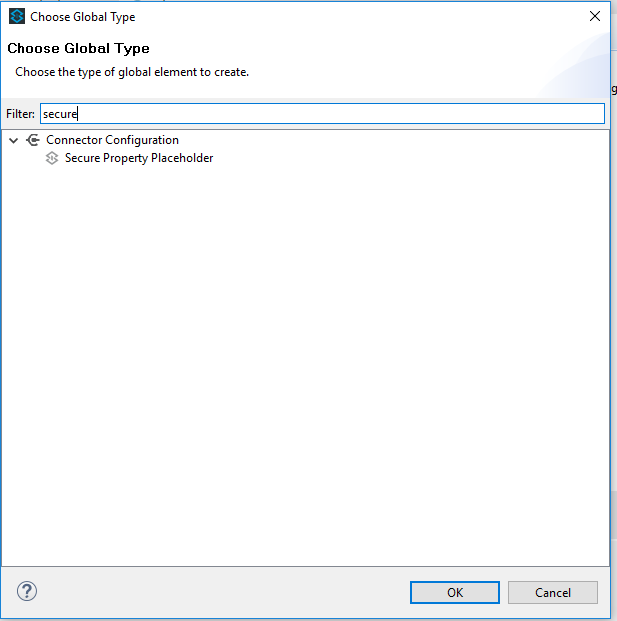 Choose Global Type
Choose Global Type
Choose the type of global element to create.
Filter: secure
Connector Configuration
Secure Property Placeholder
g
?
OK Cancel